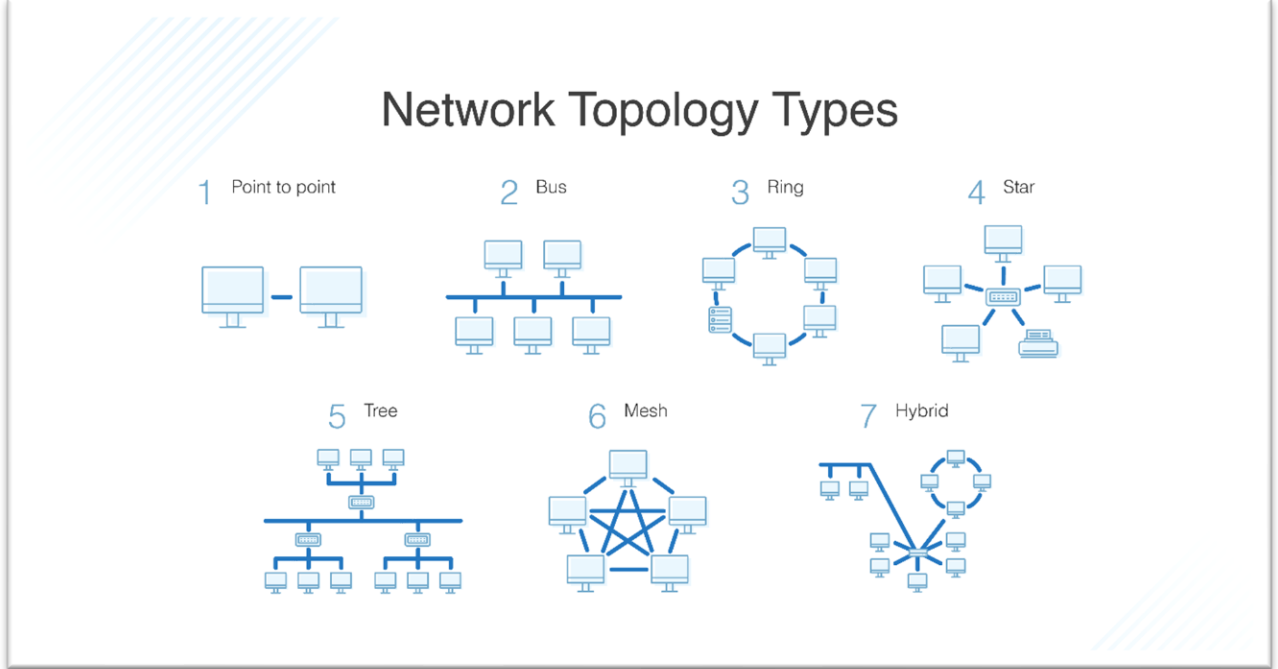 Network Topology Types
1 Point to point
2 Bus
3 Ring
4 Star
5 Tree
6 Mesh
7 Hybrid